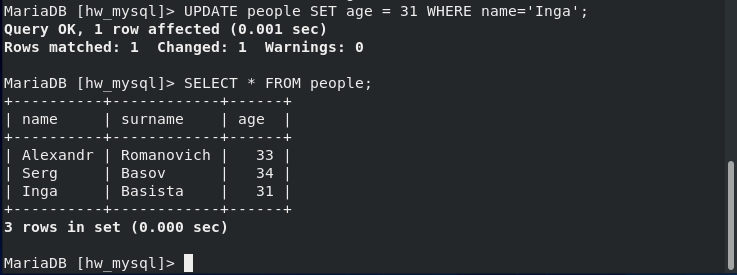 MariaDB [hw_mysql]> UPDATE people SET age = 31 WHERE name='Inga';
Query OK, 1 row affected (0.001 sec)
Rows matched: 1  Changed: 1  Warnings: 0

MariaDB [hw_mysql]> SELECT * FROM people;
+----------+------------+------+
| name     | surname    | age  |
+----------+------------+------+
| Alexandr | Romanovich |   33 |
| Serg     | Basov      |   34 |
| Inga     | Basista    |   31 |
+----------+------------+------+
3 rows in set (0.000 sec)

MariaDB [hw_mysql]>